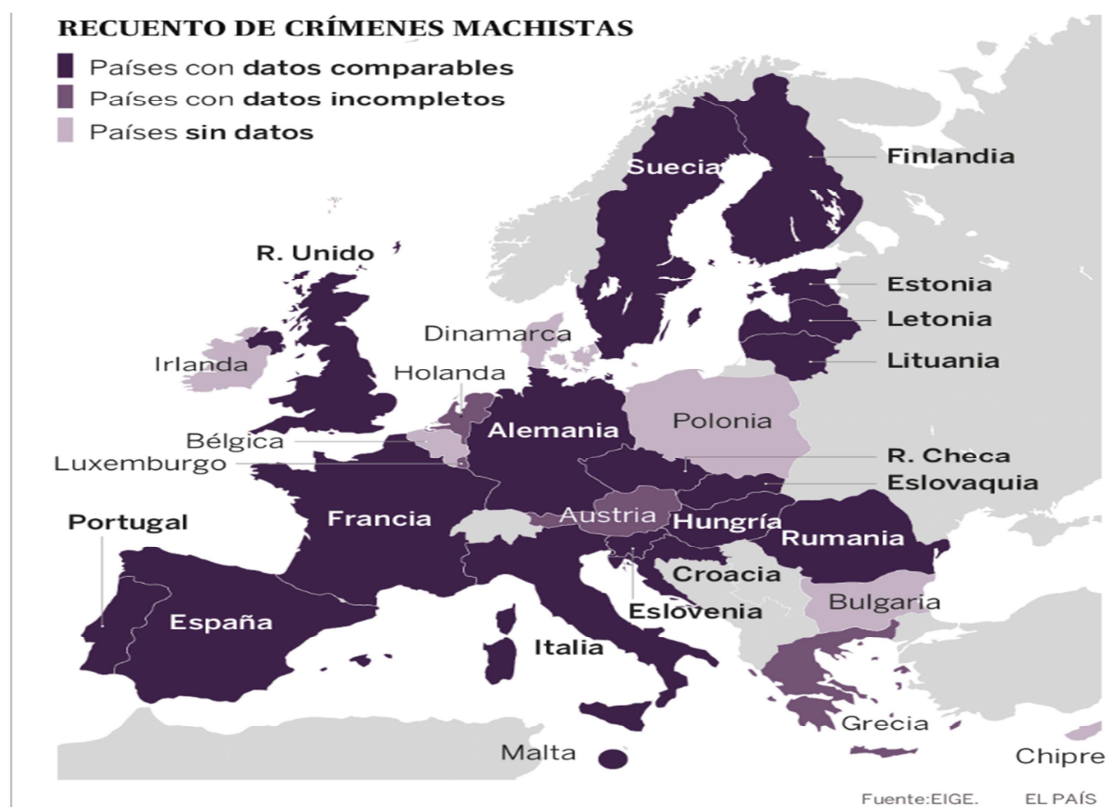 RECUENTO DE CRÍMENES MACHISTAS
Países con datos comparables
Países con datos incompletos
Países sin datos
Suecia
Finlandia
R. Unido
Estonia
Letonia
Lituania
Dinamarca
Irlanda
Holanda
Polonia
Alemania
Bélgica
R. Checa
Luxemburgo
Eslovaquia
Austria
Francia
Hungría
Portugal
Rumania
Croacia
Bulgaria
Eslovenia
España
Italia
Grecia
Malta
Chipre
Fuente:EIGE. EL PAÍS